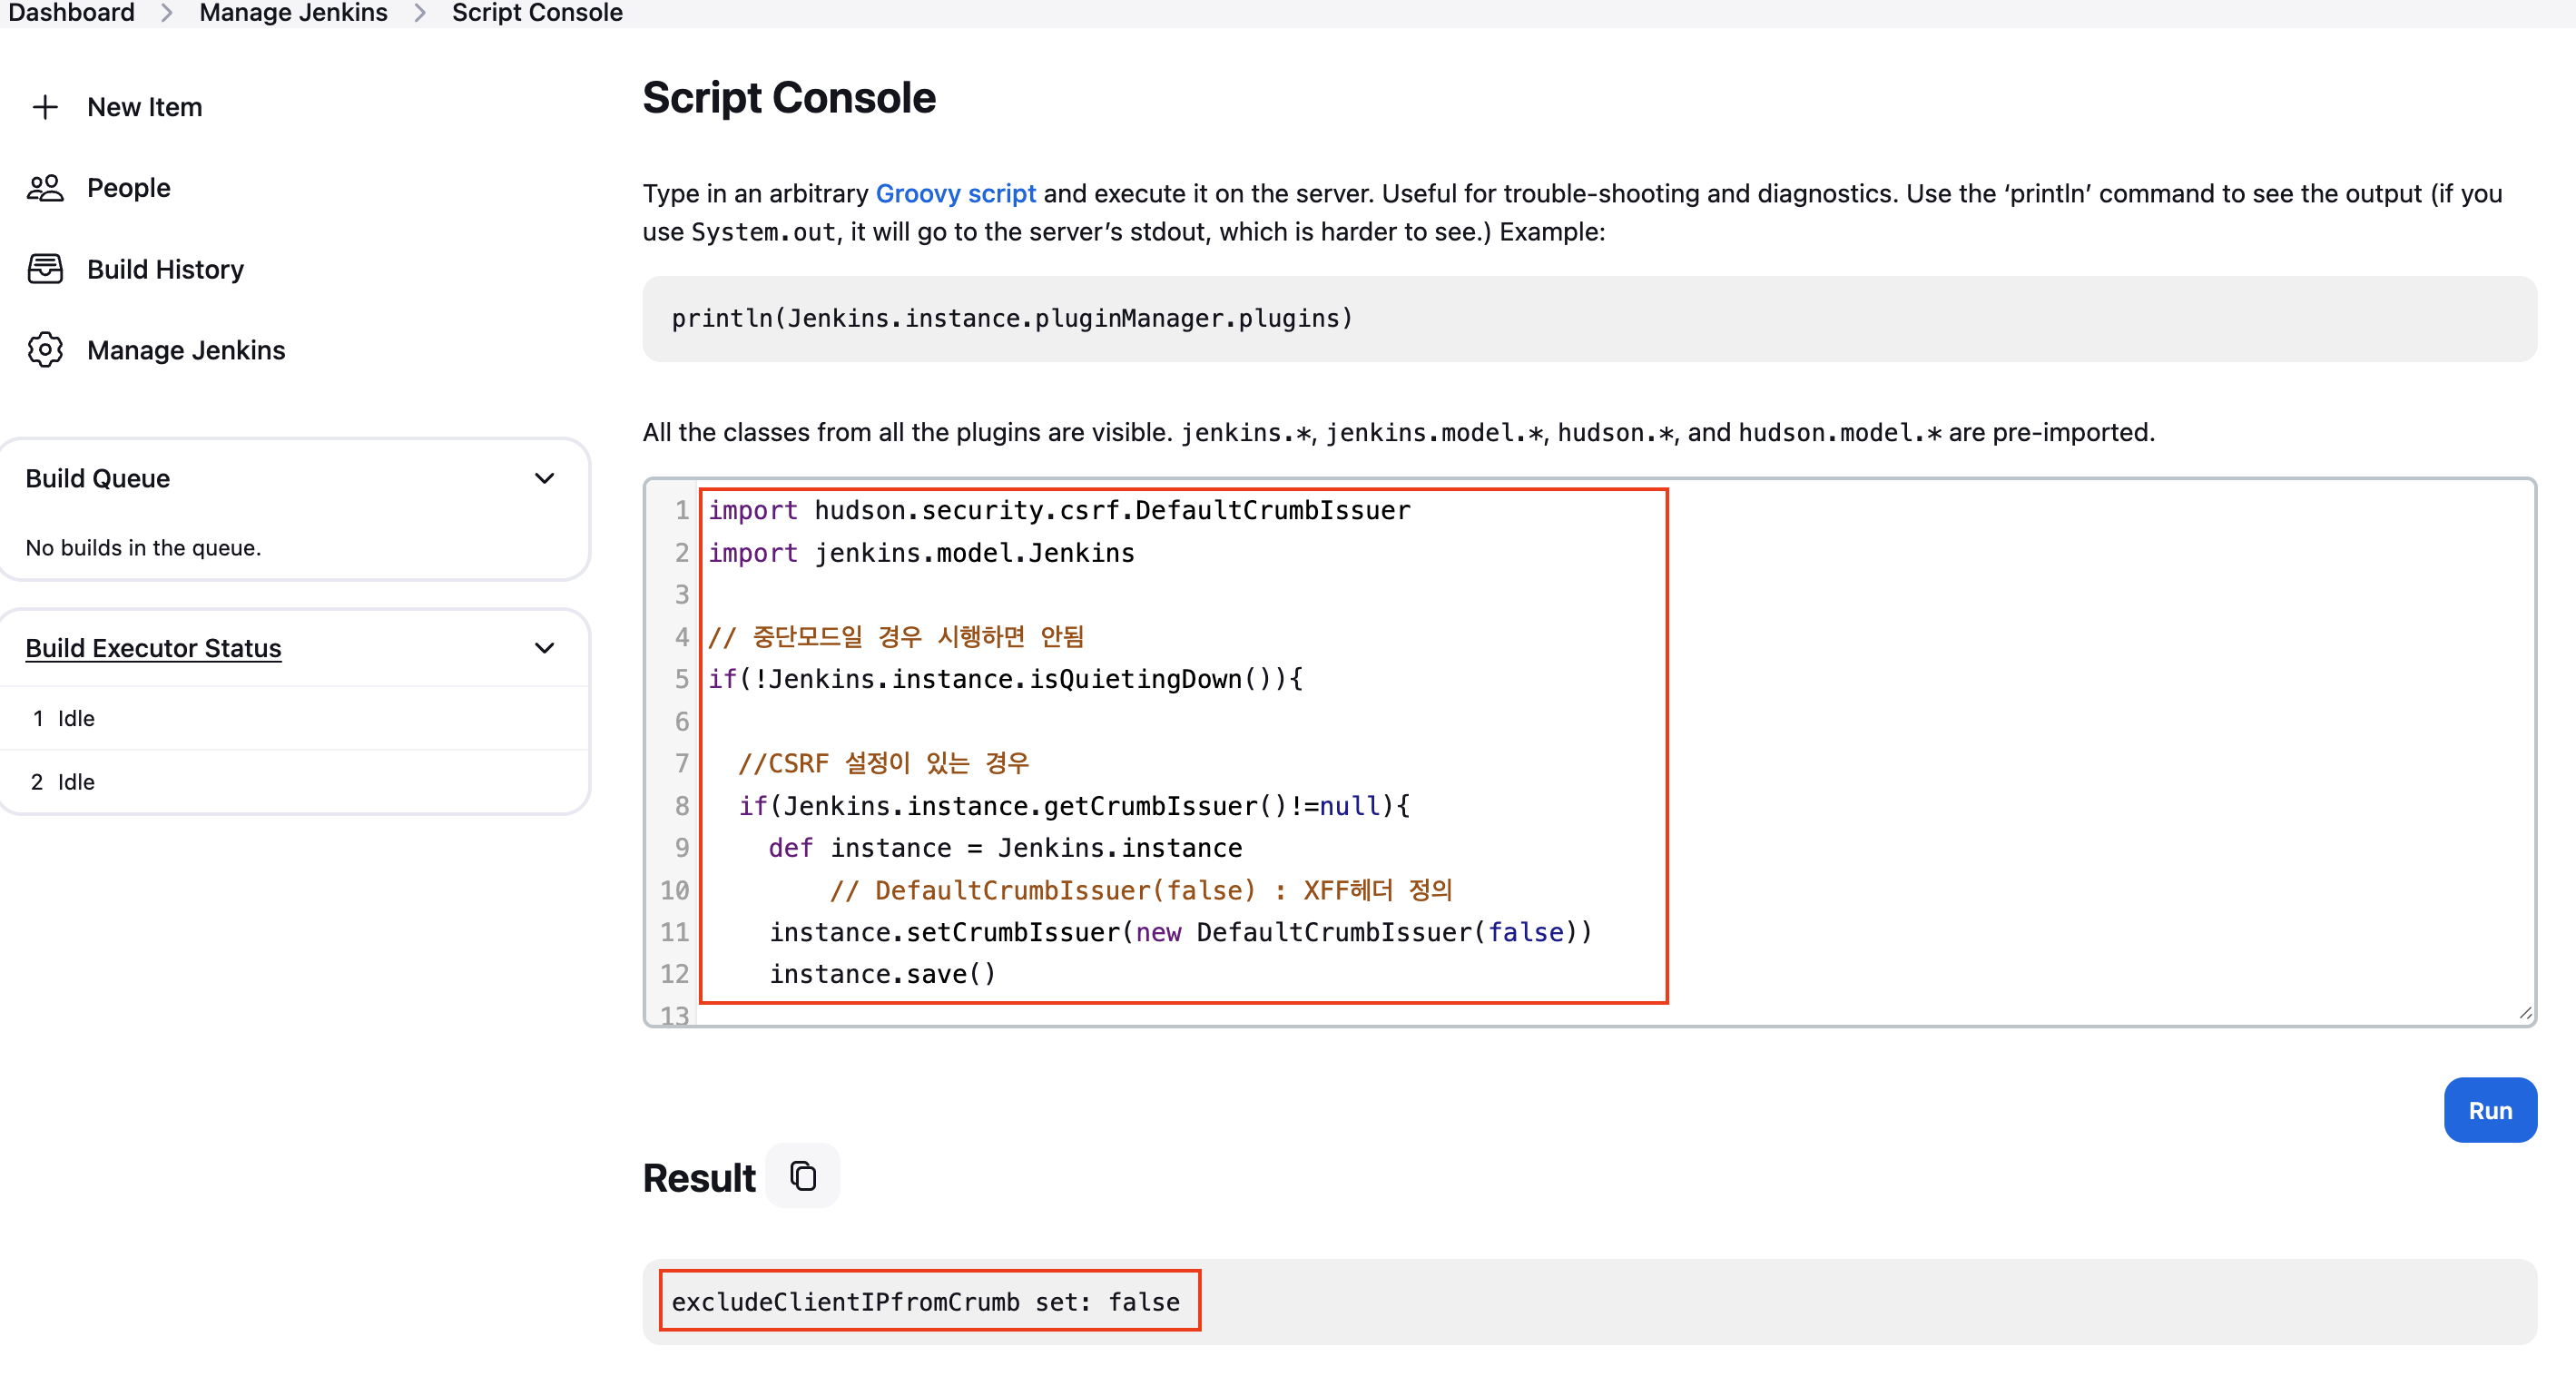 Dashboard > Manage Jenkins > Script Console
New Item
People
Build History
Manage Jenkins
Build Queue
No builds in the queue.
Build Executor Status
1 Idle
2 Idle
Script Console
Type in an arbitrary Groovy script and execute it on the server. Useful for trouble-shooting and diagnostics. Use the ‘println’ command to see the output (if you
use System.out, it will go to the server’s stdout, which is harder to see.) Example:
println(Jenkins.instance.pluginManager.plugins)
All the classes from all the plugins are visible. jenkins.*, jenkins.model.*, hudson.*, and hudson.model.* are pre-imported.
1 import hudson.security.csrf.DefaultCrumbIssuer
2 import jenkins.model.Jenkins
3
4 // 중단모드일 경우 시행하면 안됨
5 if(!Jenkins.instance.isQuietingDown()){
6
7   //CSRF 설정이 있는 경우
8   if(Jenkins.instance.getCrumbIssuer()!=null){
9     def instance = Jenkins.instance
10         // DefaultCrumbIssuer(false) : XFF헤더 정의
11     instance.setCrumbIssuer(new DefaultCrumbIssuer(false))
12     instance.save()
13
Run
Result
excludeClientIPfromCrumb set: false